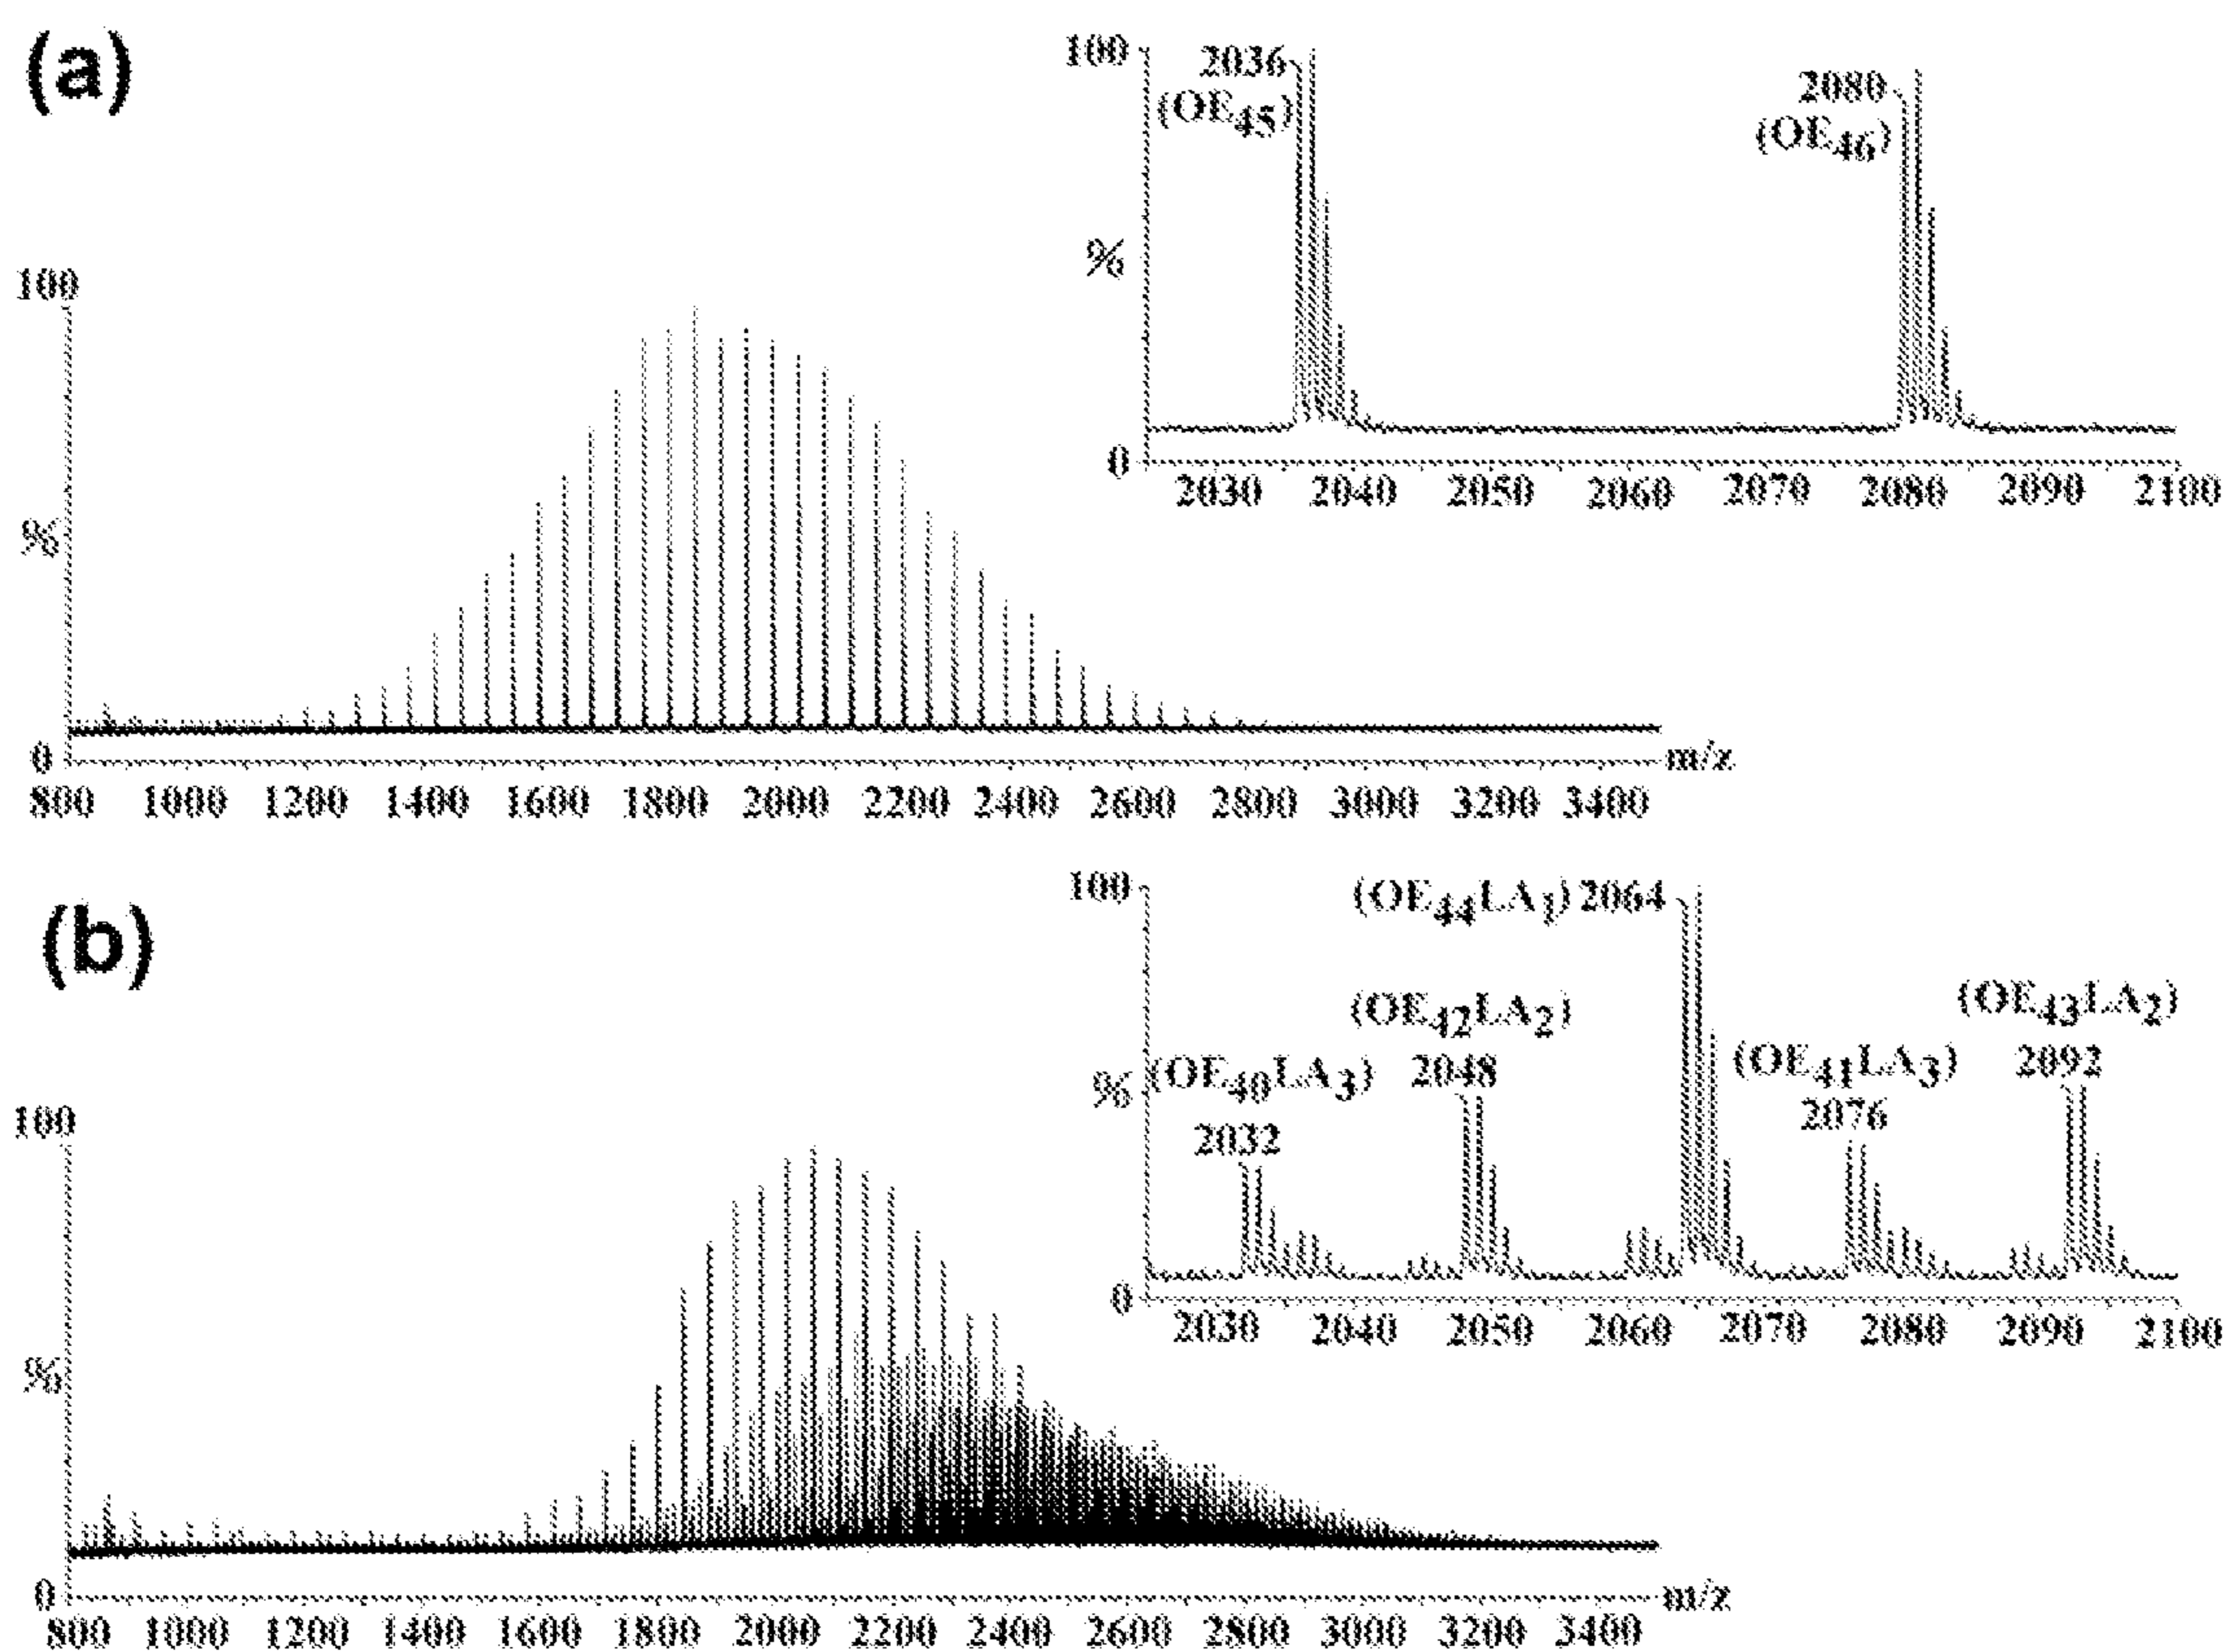 (a)
100
2036
(OE45)
2080
(OE46)
%
0
2030 2040 2050 2060 2070 2080 2090 2100
100
%
0
m/z
800 1000 1200 1400 1600 1800 2000 2200 2400 2600 2800 3000 3200 3400
(b)
100
(OE44LA1) 2064
(OE42LA2)
2048
(OE43LA2)
2092
(OE40LA3)
2032
(OE41LA3)
2076
%
0
2030 2040 2050 2060 2070 2080 2090 2100
100
%
0
m/z
800 1000 1200 1400 1600 1800 2000 2200 2400 2600 2800 3000 3200 3400